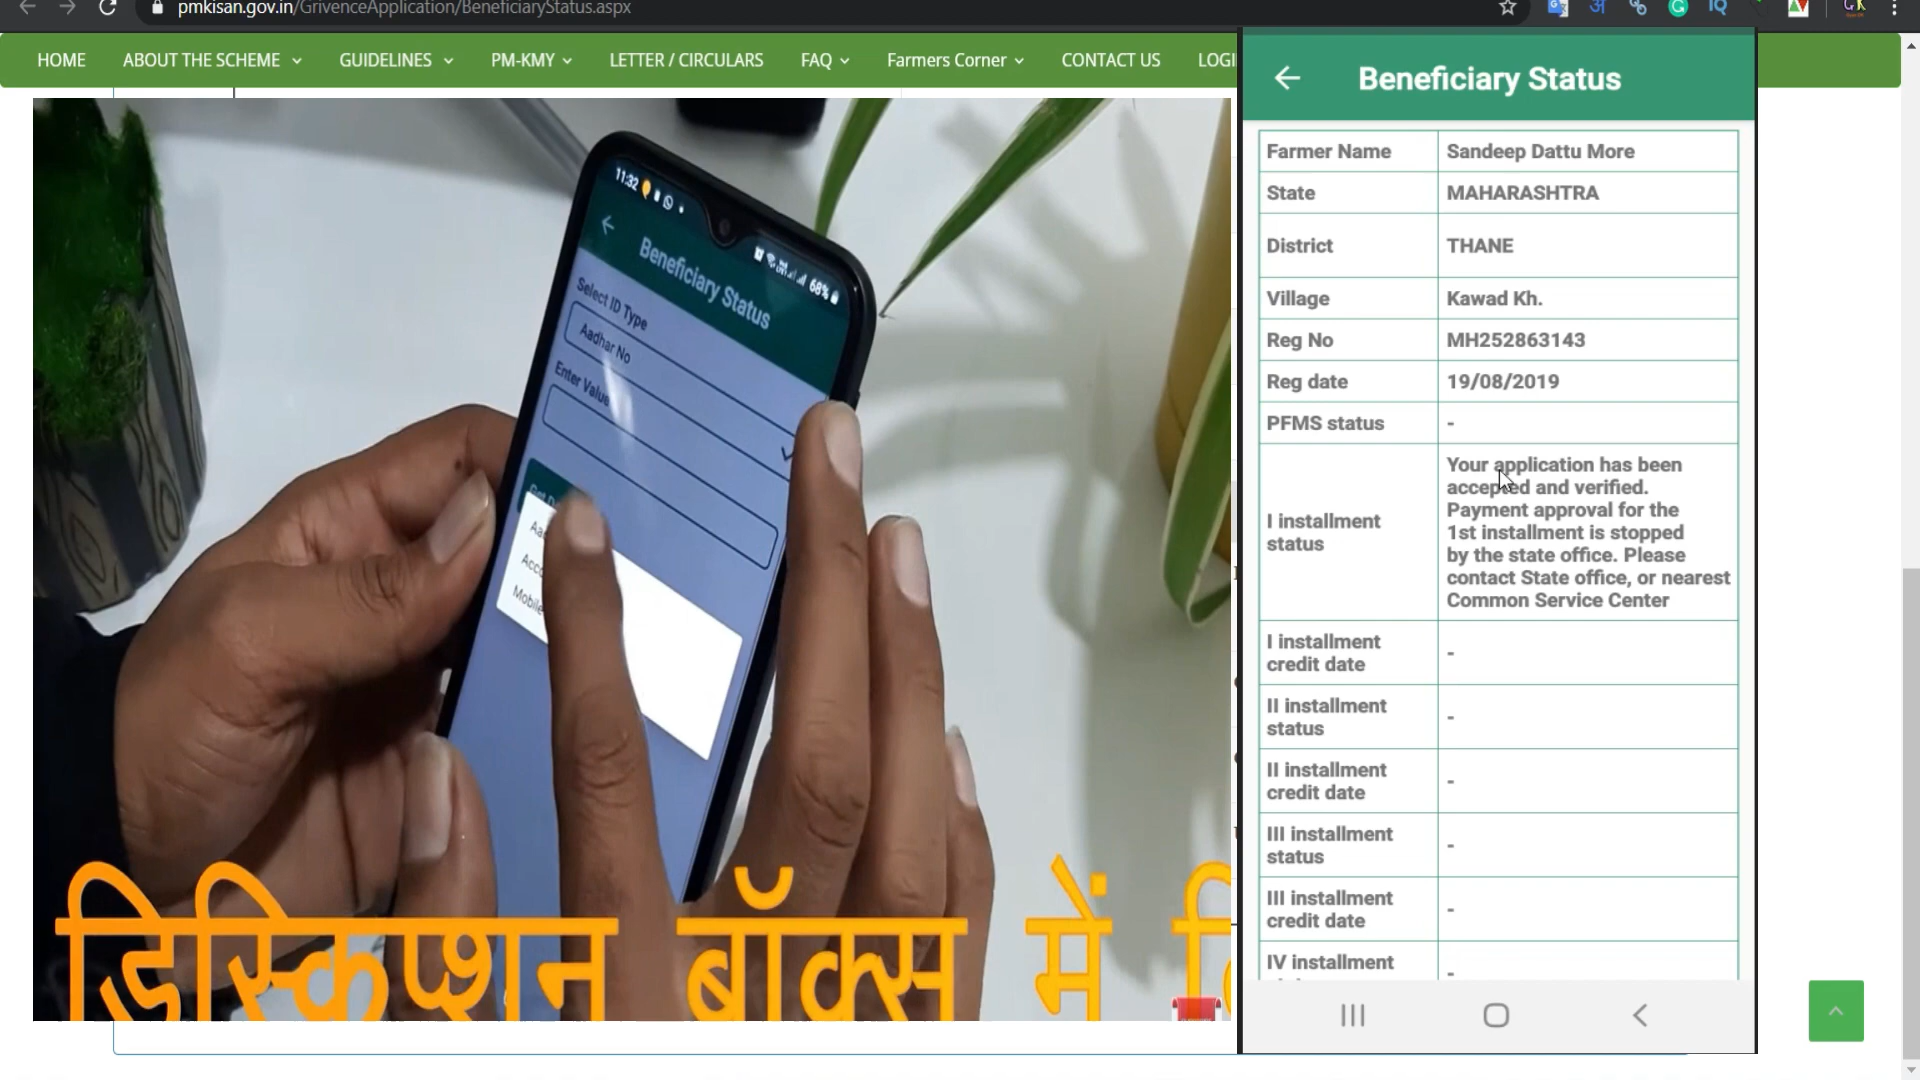 pmkisan.gov.in/GrivenceApplication/BeneficiaryStatus.aspx
HOME ABOUT THE SCHEME GUIDELINES PM-KMY LETTER / CIRCULARS FAQ Farmers Corner CONTACT US LOGI
11:32
68%
Beneficiary Status
Select ID Type
Aadhar No
Enter Value
Mobile
डिस्क्रिप्शन बॉक्स में
Beneficiary Status
Farmer Name Sandeep Dattu More
State MAHARASHTRA
District THANE
Village Kawad Kh.
Reg No MH252863143
Reg date 19/08/2019
PFMS status -
I installment status
Your application has been
accepted and verified.
Payment approval for the
1st installment is stopped
by the state office. Please
contact State office, or nearest
Common Service Center
I installment
credit date -
II installment
status -
II installment
credit date -
III installment
status -
III installment
credit date -
IV installment
-